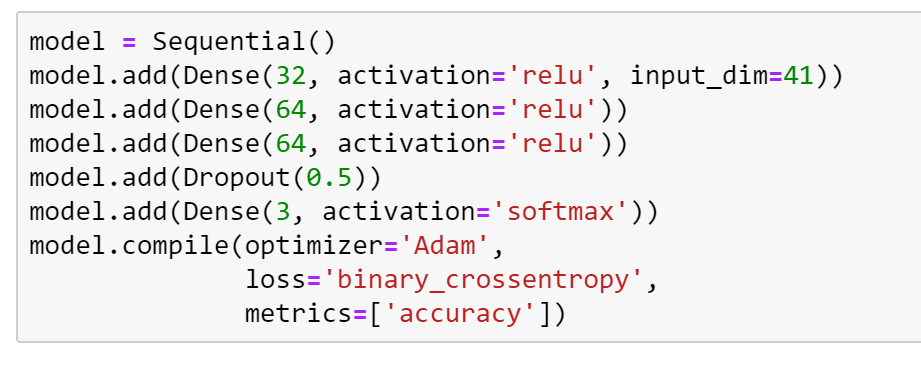 model = Sequential()
model.add(Dense(32, activation='relu', input_dim=41))
model.add(Dense(64, activation='relu'))
model.add(Dense(64, activation='relu'))
model.add(Dropout(0.5))
model.add(Dense(3, activation='softmax'))
model.compile(optimizer='Adam',
              loss='binary_crossentropy',
              metrics=['accuracy'])